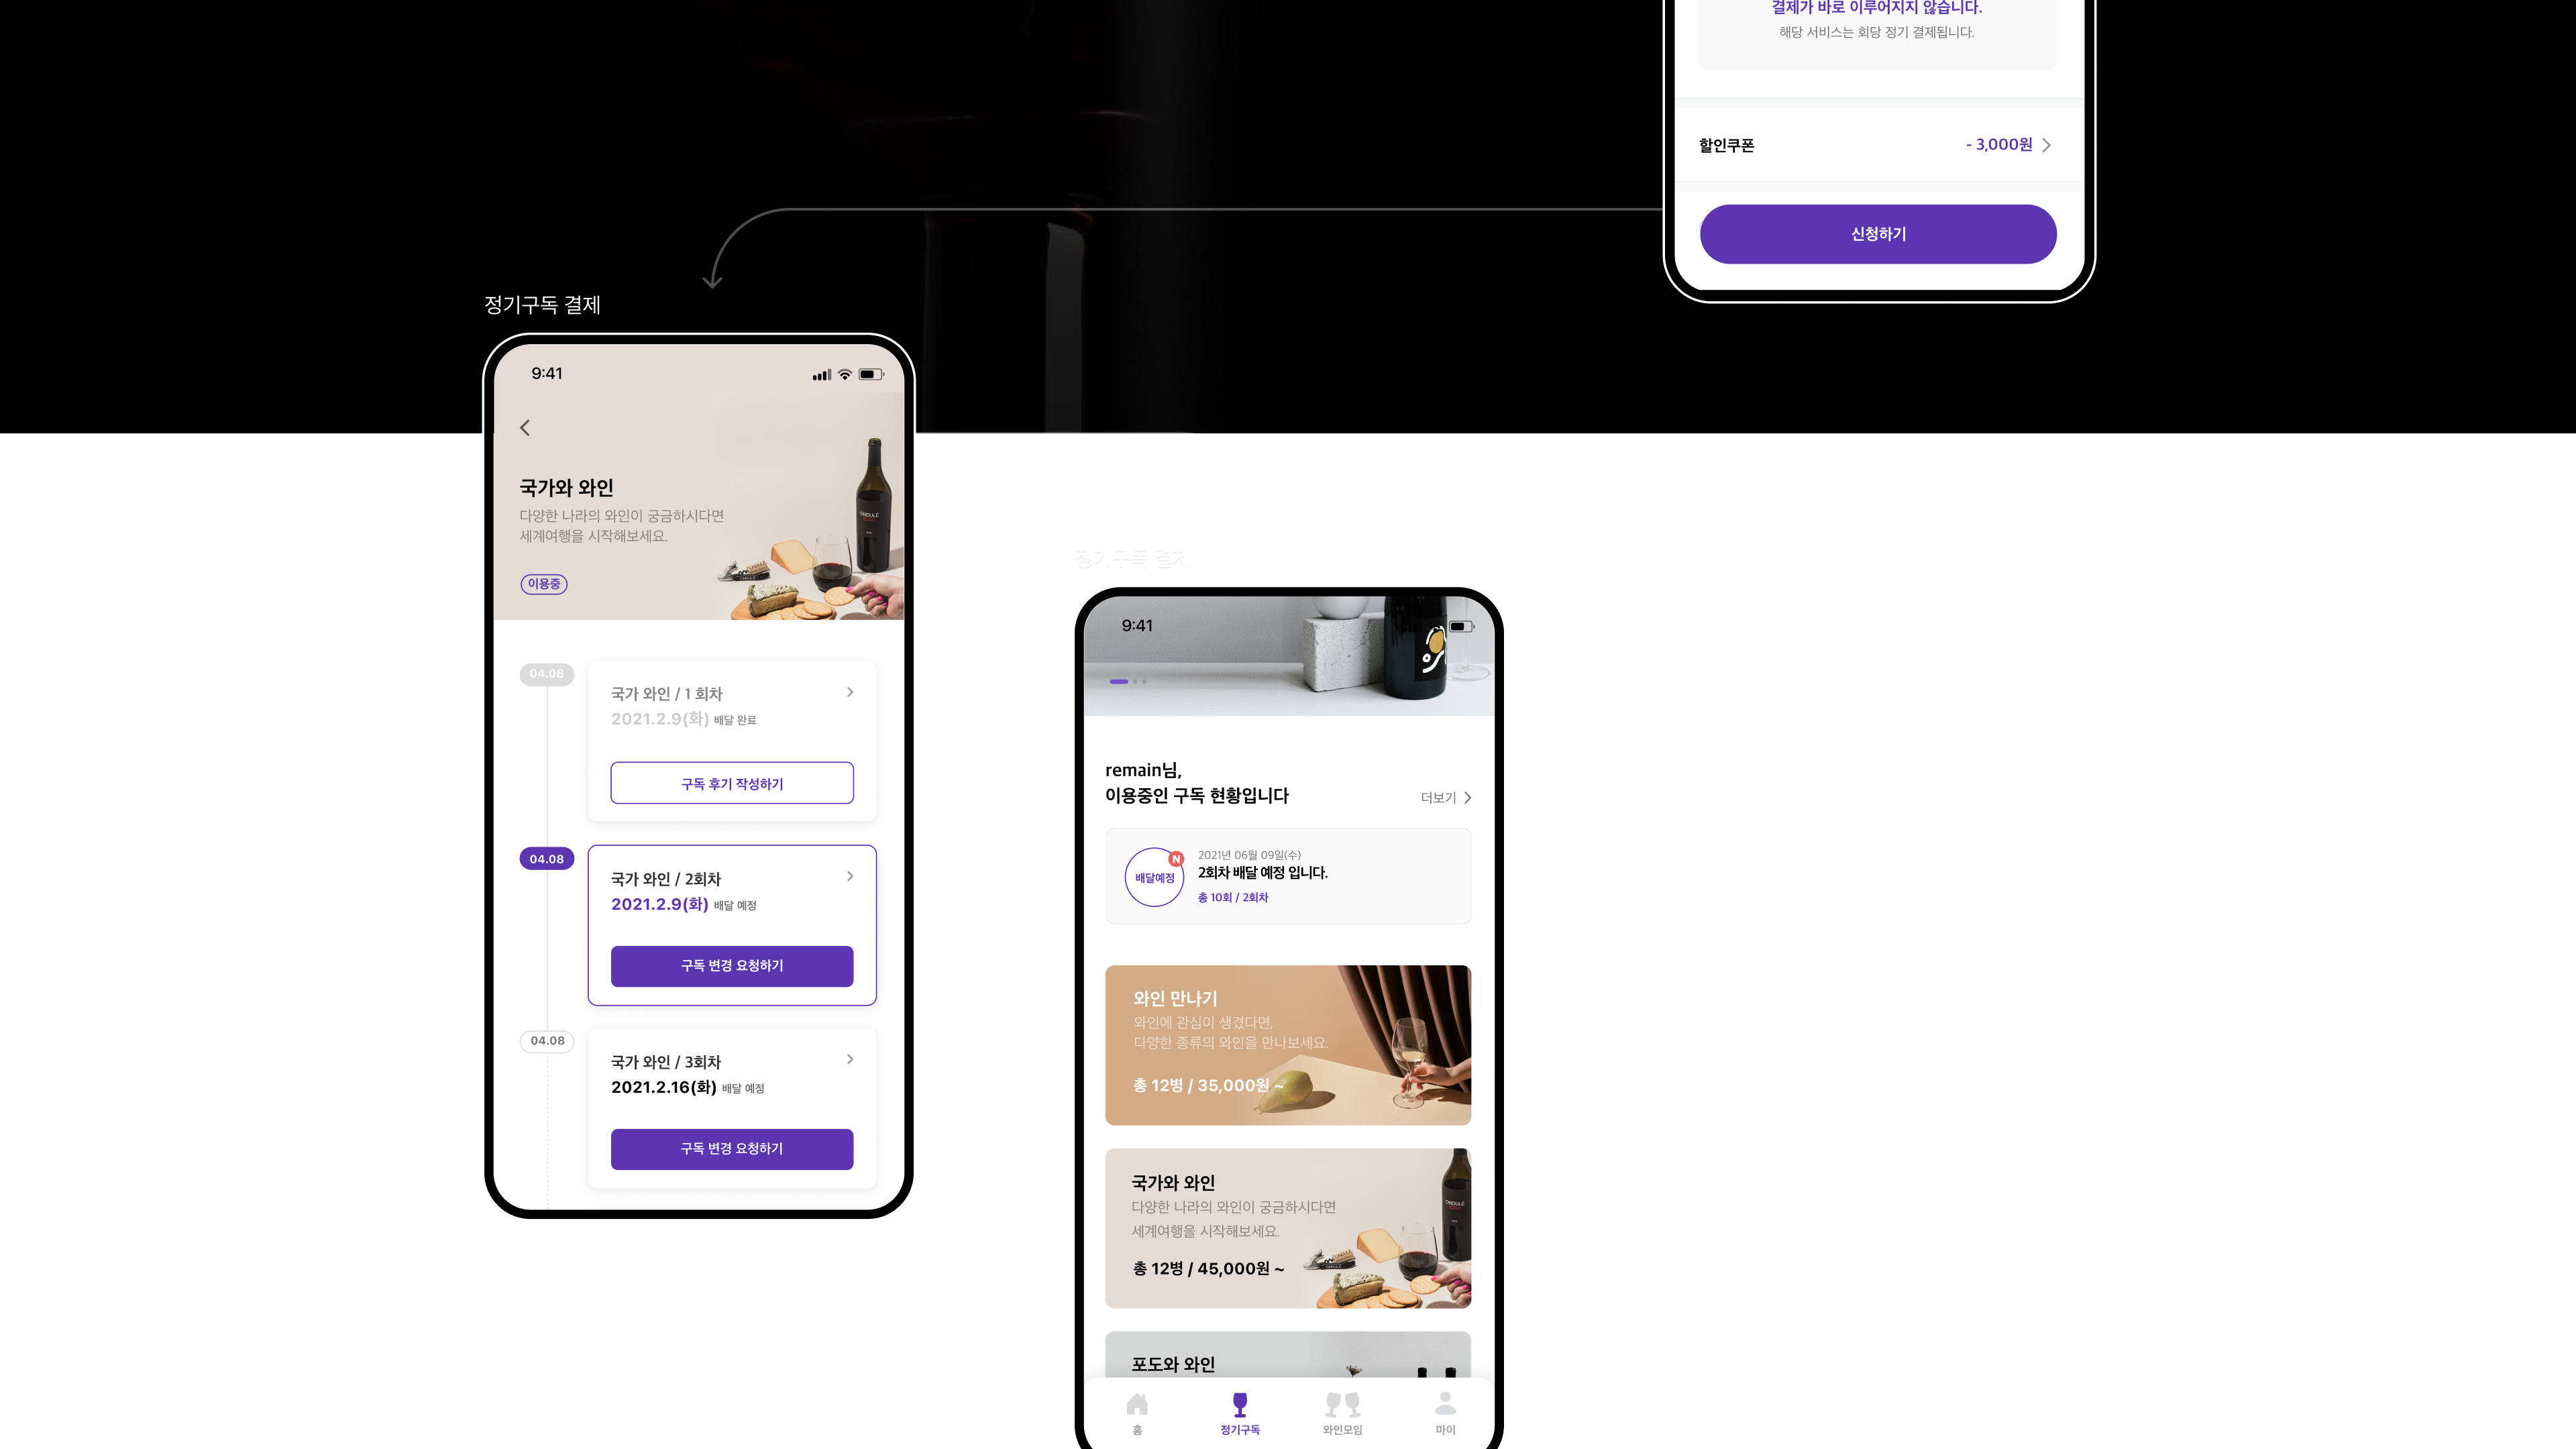 결제가 바로 이루어지지 않습니다.
해당 서비스는 회당 정기 결제됩니다.
할인쿠폰
- 3,000원
신청하기
정기구독 결제
9:41
국가와 와인
다양한 나라의 와인이 궁금하시다면
세계여행을 시작해보세요.
이용중
ONDULÉ
04.08
국가 와인 / 1 회차
2021.2.9(화) 배달 완료
구독 후기 작성하기
04.08
국가 와인 / 2회차
2021.2.9(화) 배달 예정
구독 변경 요청하기
04.08
국가 와인 / 3회차
2021.2.16(화) 배달 예정
구독 변경 요청하기
정기구독 결제
9:41
remain님,
이용중인 구독 현황입니다
더보기
배달예정
N
2021년 06월 09일(수)
2회차 배달 예정 입니다.
총 10회 / 2회차
와인 만나기
와인에 관심이 생겼다면,
다양한 종류의 와인을 만나보세요.
총 12병 / 35,000원 ~
국가와 와인
다양한 나라의 와인이 궁금하시다면
세계여행을 시작해보세요.
총 12병 / 45,000원 ~
ONDULÉ
포도와 와인
홈
정기구독
와인모임
마이